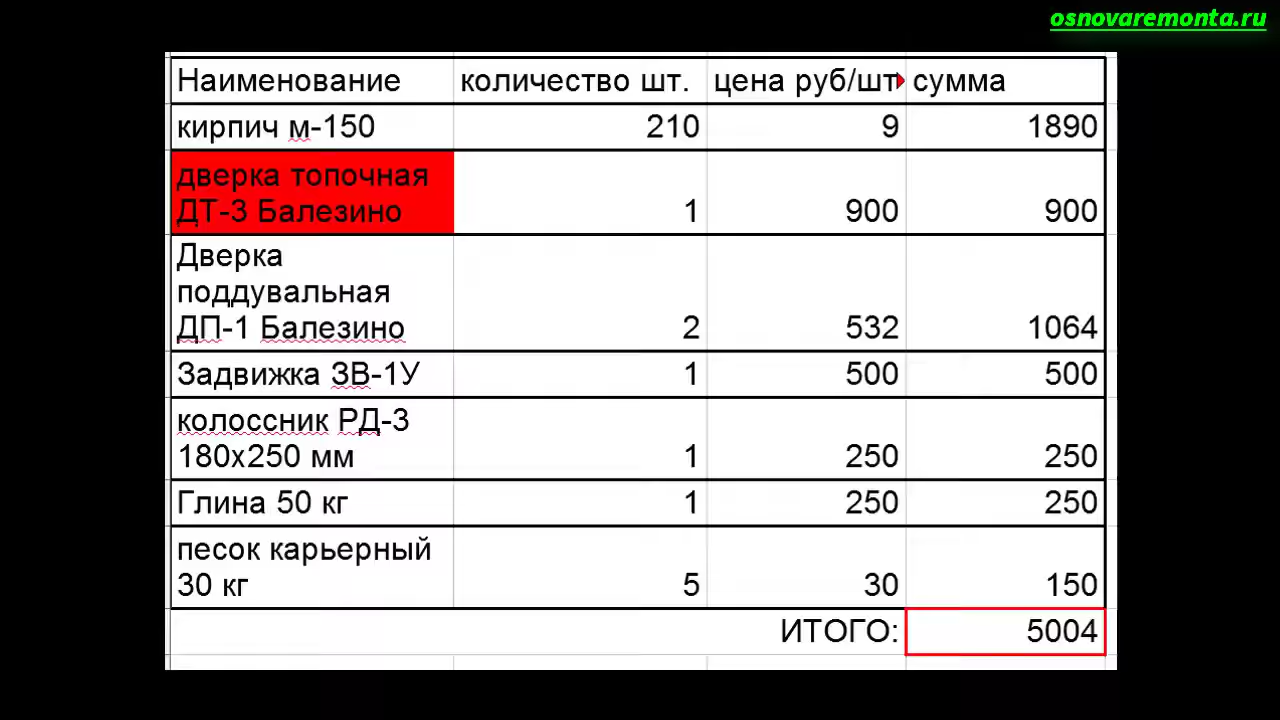 osnovaremonta.ru
Наименование количество шт. цена руб/шт сумма
кирпич м-150 210 9 1890
дверка топочная
ДТ-3 Балезино 1 900 900
Дверка
поддувальная
ДП-1 Балезино 2 532 1064
Задвижка ЗВ-1У 1 500 500
колоссник РД-3
180х250 мм 1 250 250
Глина 50 кг 1 250 250
песок карьерный
30 кг 5 30 150
ИТОГО: 5004